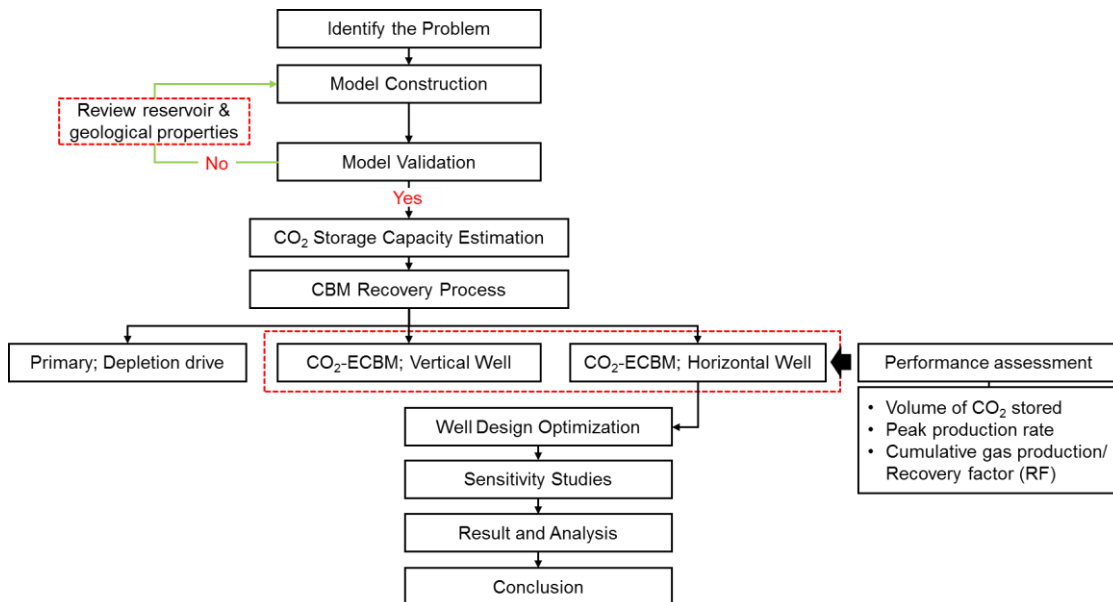 Identify the Problem
Model Construction
Review reservoir &
geological properties
No
Model Validation
Yes
CO₂ Storage Capacity Estimation
CBM Recovery Process
Primary; Depletion drive
CO₂-ECBM; Vertical Well
CO₂-ECBM; Horizontal Well
Performance assessment
• Volume of CO₂ stored
• Peak production rate
• Cumulative gas production/
Recovery factor (RF)
Well Design Optimization
Sensitivity Studies
Result and Analysis
Conclusion